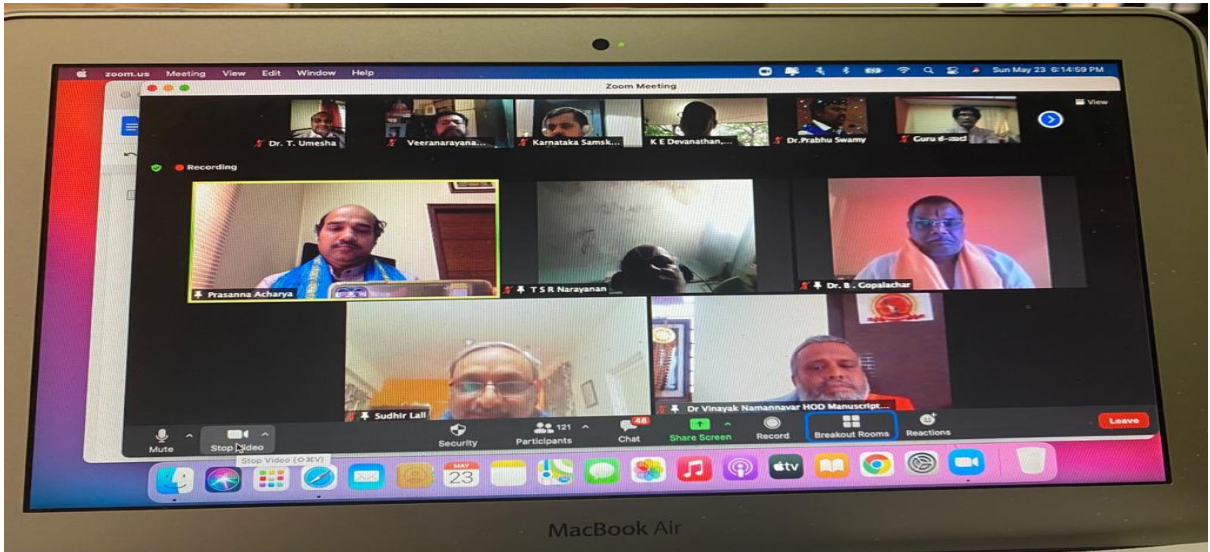 zoom.us Meeting View Edit Window Help Sun May 23 6:14:59 PM
Zoom Meeting
View
Dr. T. Umesha Veeranarayana... Karnataka Samsk... K E Devanathan,... Dr.Prabhu Swamy Guru
Recording
Prasanna Acharya T S R Narayanan Dr. B . Gopalachar
Sudhir Lall Dr Vinayak Namannavar HOD Manuscript...
121 48
Mute Stop Video Security Participants Chat Share Screen Record Breakout Rooms Reactions Leave
Stop Video (⇧⌘V)
MAY
23
tv
MacBook Air